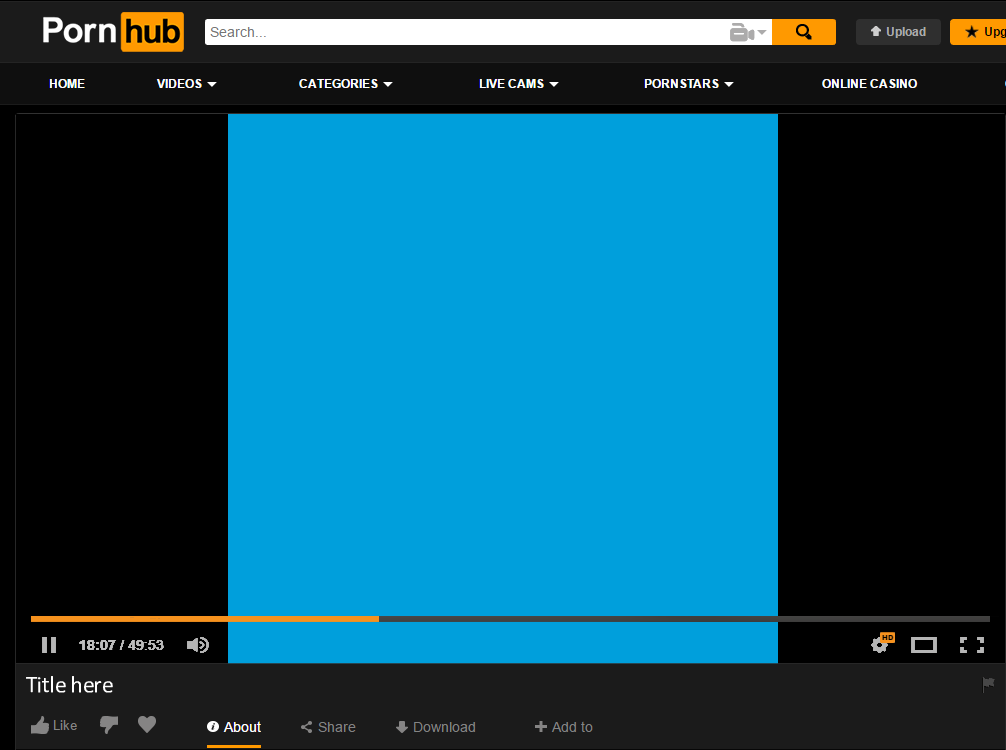 Porn hub
Search...
Upload
Upg
HOME
VIDEOS
CATEGORIES
LIVE CAMS
PORNSTARS
ONLINE CASINO
18:07 / 49:53
HD
Title here
Like
About
Share
Download
Add to